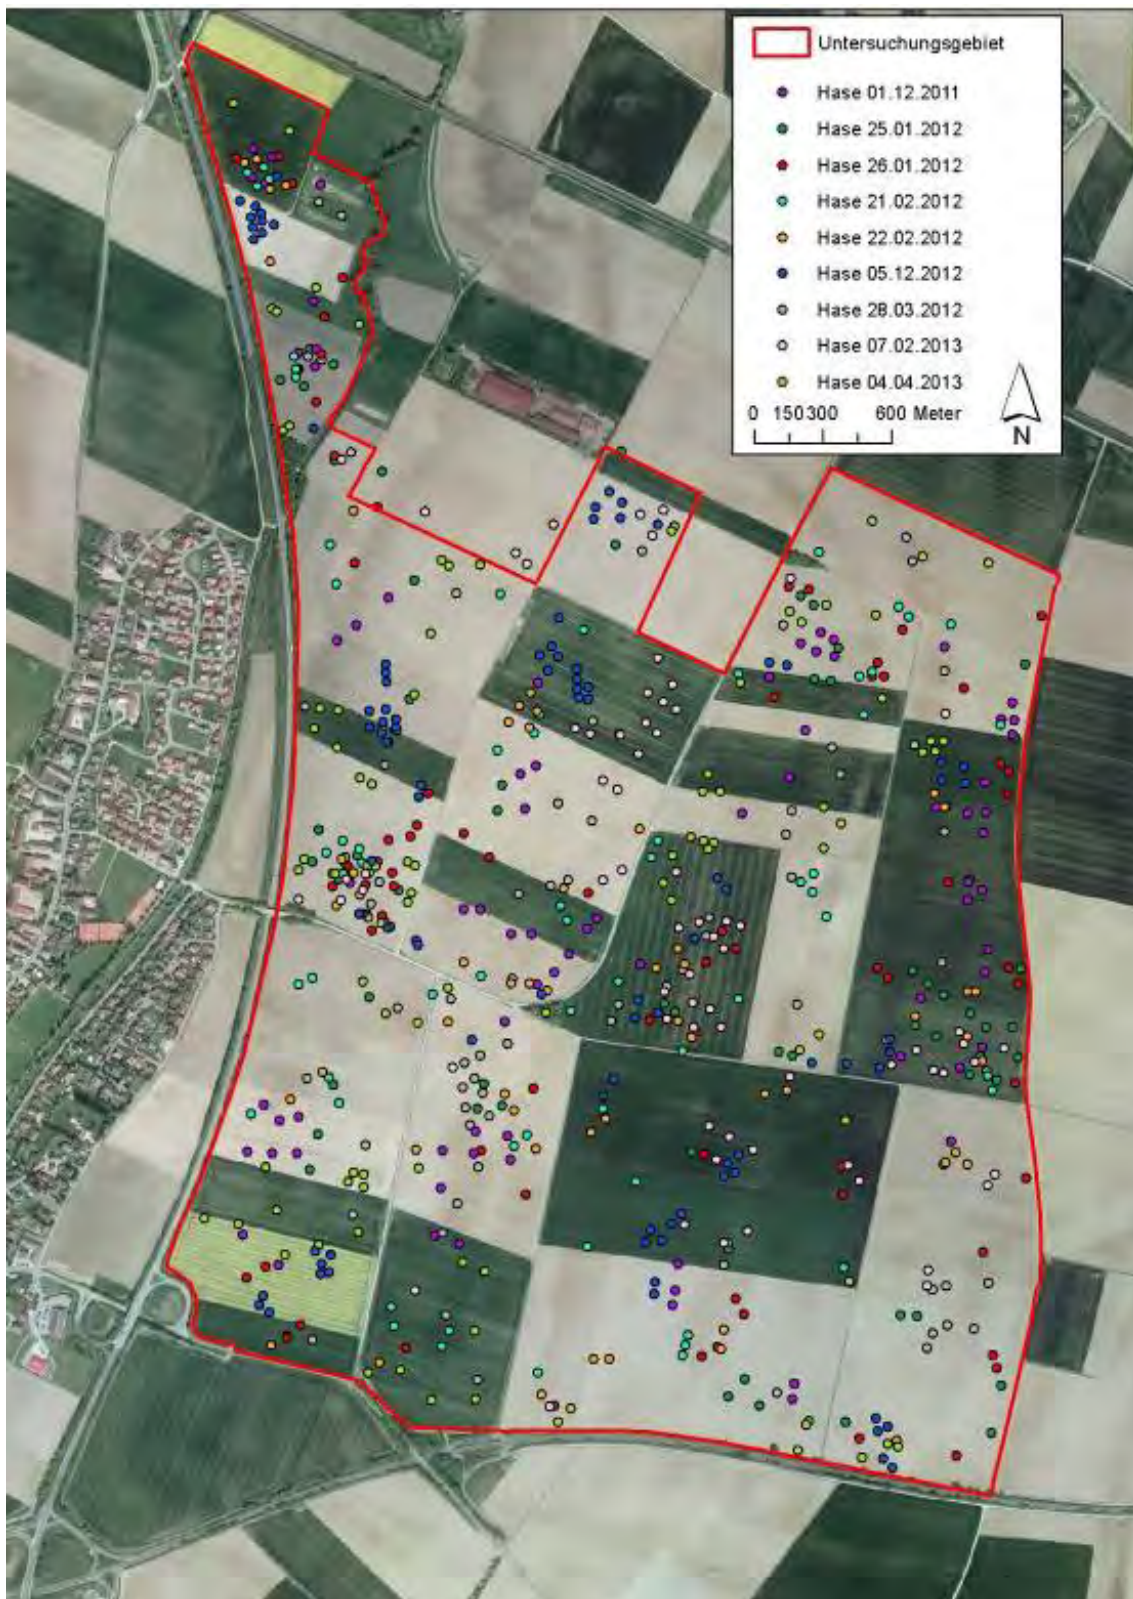 Untersuchungsgebiet
Hase 01.12.2011
Hase 25.01.2012
Hase 26.01.2012
Hase 21.02.2012
Hase 22.02.2012
Hase 05.12.2012
Hase 28.03.2012
Hase 07.02.2013
Hase 04.04.2013
0 150 300 600 Meter
N